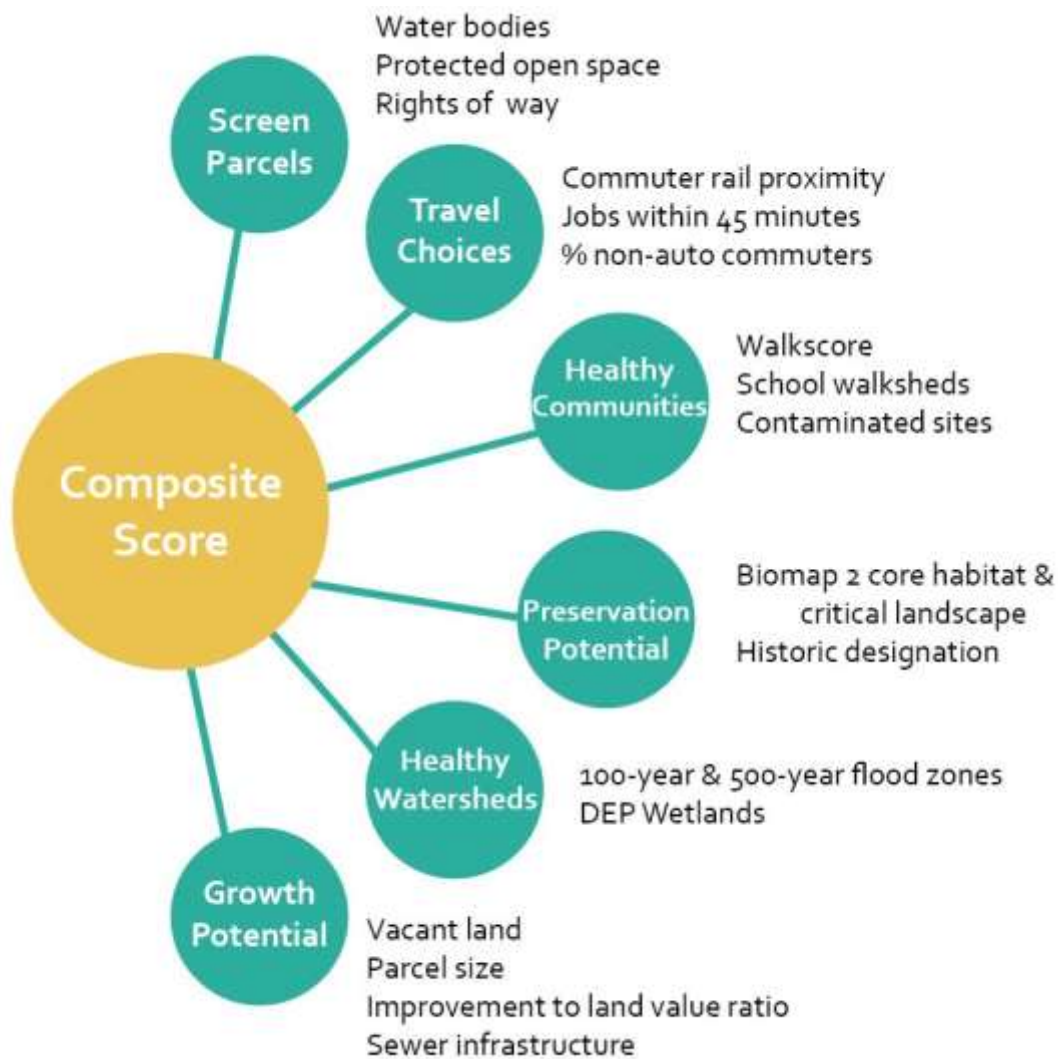 Water bodies
Protected open space
Rights of way
Screen
Parcels
Commuter rail proximity
Jobs within 45 minutes
% non-auto commuters
Travel
Choices
Walkscore
School walksheds
Contaminated sites
Healthy
Communities
Composite
Score
Biomap 2 core habitat &
critical landscape
Historic designation
Preservation
Potential
100-year & 500-year flood zones
DEP Wetlands
Healthy
Watersheds
Growth
Potential
Vacant land
Parcel size
Improvement to land value ratio
Sewer infrastructure